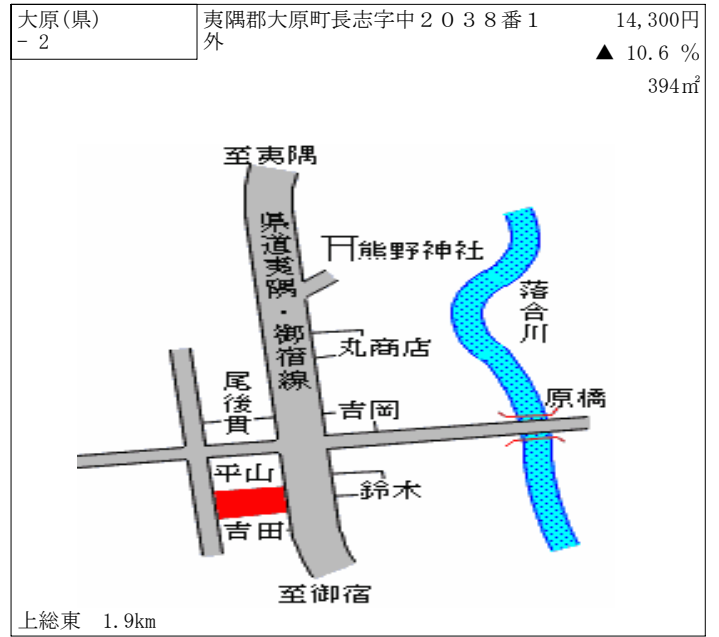 大原(県)
- 2
夷隅郡大原町長志字中２０３８番１
外
14,300円
▲ 10.6 %
394㎡
至夷隅
県道夷隅・御宿線
熊野神社
落合川
丸商店
尾後貫
吉岡
原橋
平山
鈴木
吉田
至御宿
上総東 1.9km